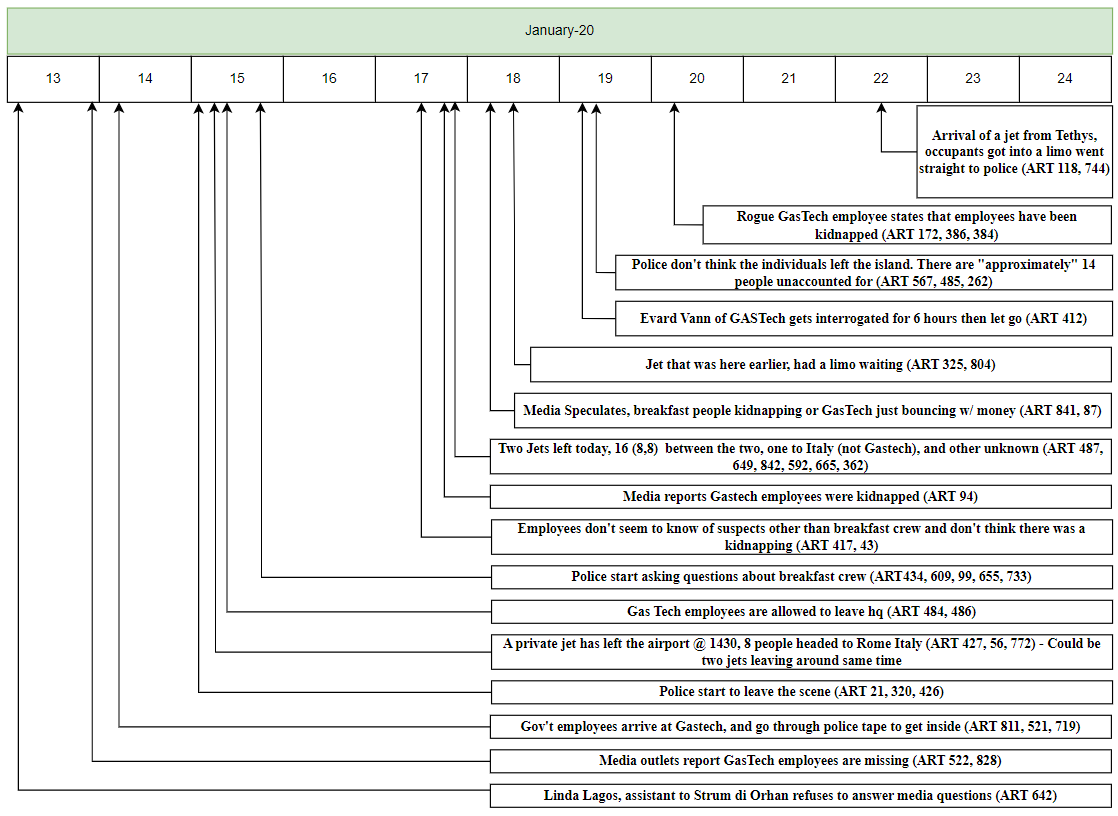 January-20
13 14 15 16 17 18 19 20 21 22 23 24
Arrival of a jet from Tethys,
occupants got into a limo went
straight to police (ART 118, 744)
Rogue GasTech employee states that employees have been
kidnapped (ART 172, 386, 384)
Police don't think the individuals left the island. There are "approximately" 14
people unaccounted for (ART 567, 485, 262)
Evard Vann of GASTech gets interrogated for 6 hours then let go (ART 412)
Jet that was here earlier, had a limo waiting (ART 325, 804)
Media Speculates, breakfast people kidnapping or GasTech just bouncing w/ money (ART 841, 87)
Two Jets left today, 16 (8,8)  between the two, one to Italy (not Gastech), and other unknown (ART 487,
649, 842, 592, 665, 362)
Media reports Gastech employees were kidnapped (ART 94)
Employees don't seem to know of suspects other than breakfast crew and don't think there was a
kidnapping (ART 417, 43)
Police start asking questions about breakfast crew (ART434, 609, 99, 655, 733)
Gas Tech employees are allowed to leave hq (ART 484, 486)
A private jet has left the airport @ 1430, 8 people headed to Rome Italy (ART 427, 56, 772) - Could be
two jets leaving around same time
Police start to leave the scene (ART 21, 320, 426)
Gov't employees arrive at Gastech, and go through police tape to get inside (ART 811, 521, 719)
Media outlets report GasTech employees are missing (ART 522, 828)
Linda Lagos, assistant to Strum di Orhan refuses to answer media questions (ART 642)